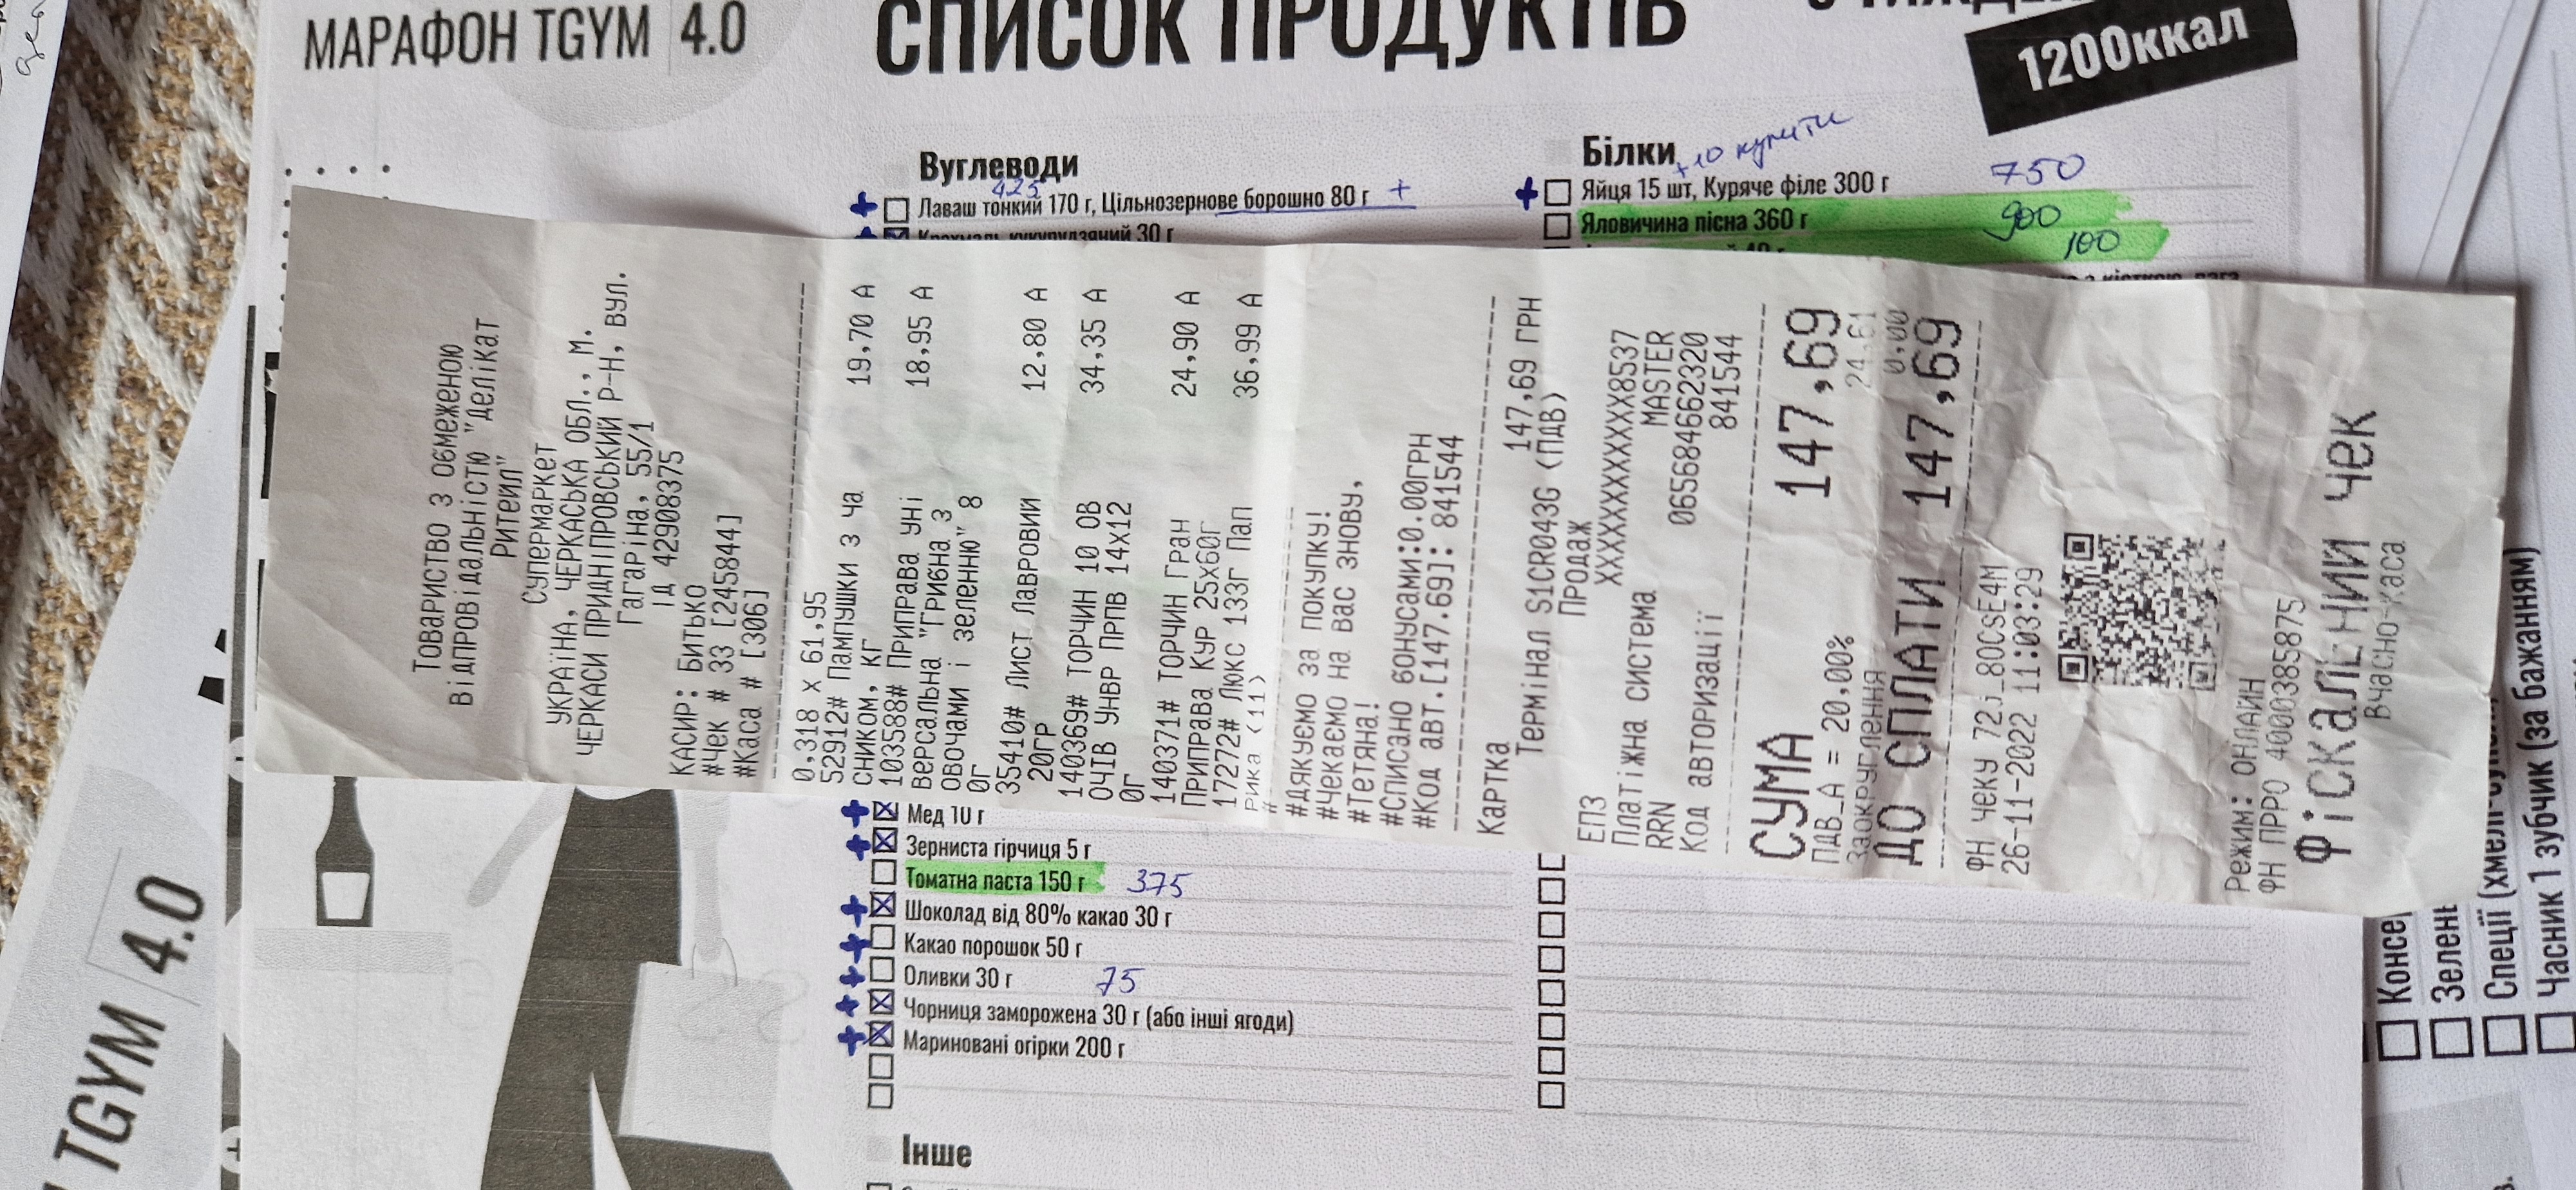 МАРАФОН TGYM 4.0
СПИСОК ПРОДУКТІВ
1200ккал
Вуглеводи
425
Лаваш тонкий 170 г, Цільнозернове борошно 80 г +
Крохмаль кукурудзяний 30 г
Білки
+10 купити
Яйця 15 шт, Куряче філе 300 г 750
Яловичина пісна 360 г 900
100
Товариство з обмеженою
відповідальністю "Делікат
Ритейл"
Супермаркет
УКРАЇНА, ЧЕРКАСЬКА ОБЛ., М.
ЧЕРКАСИ ПРИДНІПРОВСЬКИЙ Р-Н, ВУЛ.
Гагаріна, 55/1
ІД 42908375
КАСИР: Битько
#Чек # 33 [245844]
#Каса # [306]
0,318 X 61,95
52912# Пампушки з ча
сником, кг 19,70 А
103588# Приправа уні
версальна "Грибна з 18,95 А
овочами і зеленню" 8
0г
35410# Лист лавровий
20гр 12,80 А
140369# ТОРЧИН 10 ОВ
ОЧІВ УНВР ПРПВ 14х12 34,35 А
0г
140371# ТОРЧИН Гран
ПРИПРАВА КУР 25х60г 24,90 А
17272# Люкс 133г Пап
рика (11) 36,99 А
#
#ДЯКУЄМО ЗА ПОКУПКУ!
#ЧЕКАЄМО НА ВАС ЗНОВУ,
#Тетяна!
#Списано бонусами:0.00ГРН
#Код авт.[147.69]: 841544
Картка 147,69 ГРН
Термінал S1CR043G (ПДВ)
Продаж
ЕПЗ XXXXXXXXXXXX8537
Платіжна система MASTER
RRN 065684662320
Код авторизації 841544
СУМА 147,69
ПДВ_А = 20,00% 24,61
Заокруглення 0,00
ДО СПЛАТИ 147,69
ФН чеку 72j_80CsE4M
26-11-2022 11:03:29
Режим: ОНЛАЙН
ФН ПРРО 4000385875
Фіскальний чек
Вчасно-каса
Мед 10 г
Зерниста гірчиця 5 г
Томатна паста 150 г 375
Шоколад від 80% какао 30 г
Какао порошок 50 г
Оливки 30 г 75
Чорниця заморожена 30 г (або інші ягоди)
Мариновані огірки 200 г
Інше
TGYM 4.0
Зелень
Часник 1 зубчик (за бажанням)